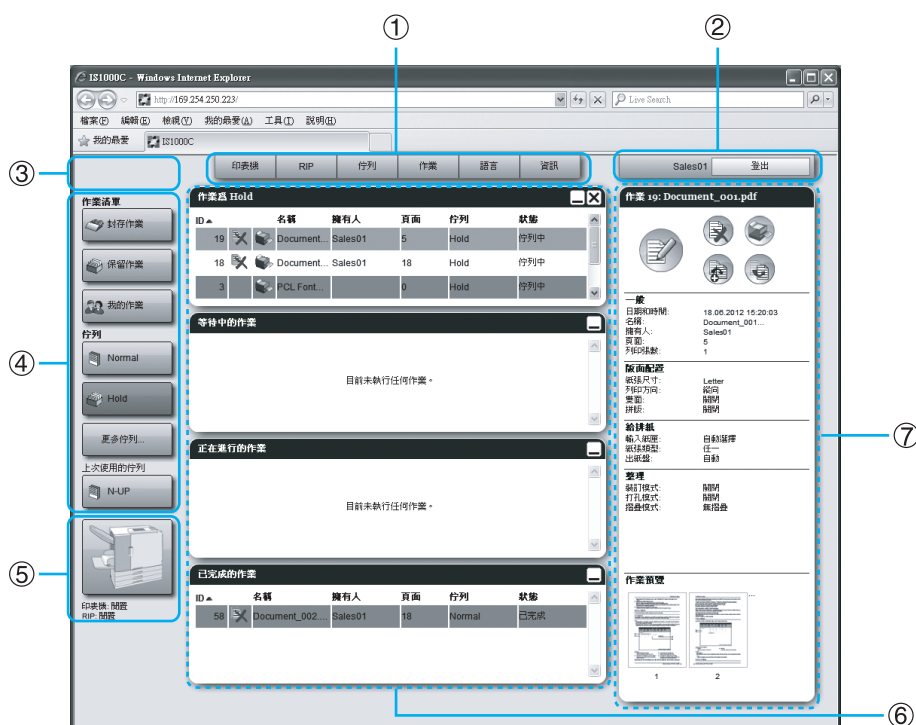 ① ②
IS1000C - Windows Internet Explorer
http://169.254.250.223/
Live Search
檔案(F) 編輯(E) 檢視(V) 我的最愛(A) 工具(T) 說明(H)
我的最愛 IS1000C
印表機 RIP 佇列 作業 語言 資訊
Sales01 登出
③
作業清單
封存作業
保留作業
我的作業
④
佇列
Normal
Hold
更多佇列...
上次使用的佇列
N-UP
⑤
印表機: 閒置
RIP: 閒置
作業為 Hold
ID 名稱 擁有人 頁面 佇列 狀態
19 Document... Sales01 5 Hold 佇列中
18 Document... Sales01 18 Hold 佇列中
3 PCL Font... 0 Hold 佇列中
等待中的作業
目前未執行任何作業。
正在進行的作業
目前未執行任何作業。
已完成的作業
ID 名稱 擁有人 頁面 佇列 狀態
58 Document_002... Sales01 18 Normal 已完成
⑥
作業 19: Document_001.pdf
一般
日期和時間: 18.06.2012 15:20:03
名稱: Document_001...
擁有人: Sales01
頁面: 5
列印張數: 1
版面配置
紙張尺寸: Letter
列印方向: 縱向
雙面: 關閉
拼版: 關閉
給排紙
輸入紙匣: 自動選擇
紙張類型: 任一
出紙盤: 自動
⑦
整理
裝訂模式: 關閉
打孔模式: 關閉
摺疊模式: 無摺疊
作業預覽
1 2